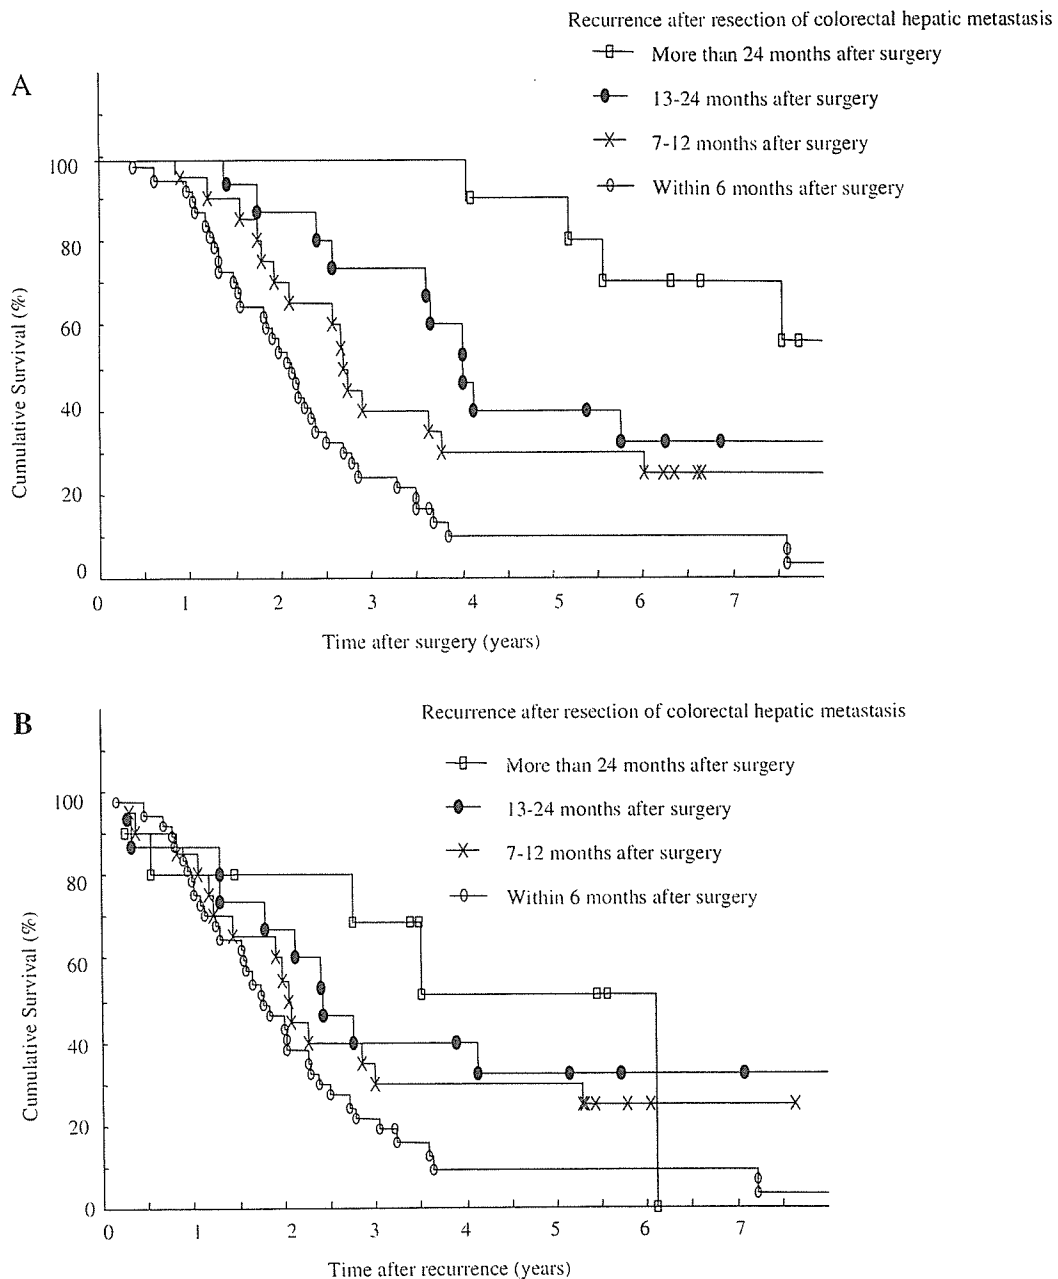 Recurrence after resection of colorectal hepatic metastasis
More than 24 months after surgery
13-24 months after surgery
7-12 months after surgery
Within 6 months after surgery
A
Cumulative Survival (%)
100
80
60
40
20
0
0 1 2 3 4 5 6 7
Time after surgery (years)
B
Recurrence after resection of colorectal hepatic metastasis
More than 24 months after surgery
13-24 months after surgery
7-12 months after surgery
Within 6 months after surgery
Cumulative Survival (%)
100
80
60
40
20
0
0 1 2 3 4 5 6 7
Time after recurrence (years)